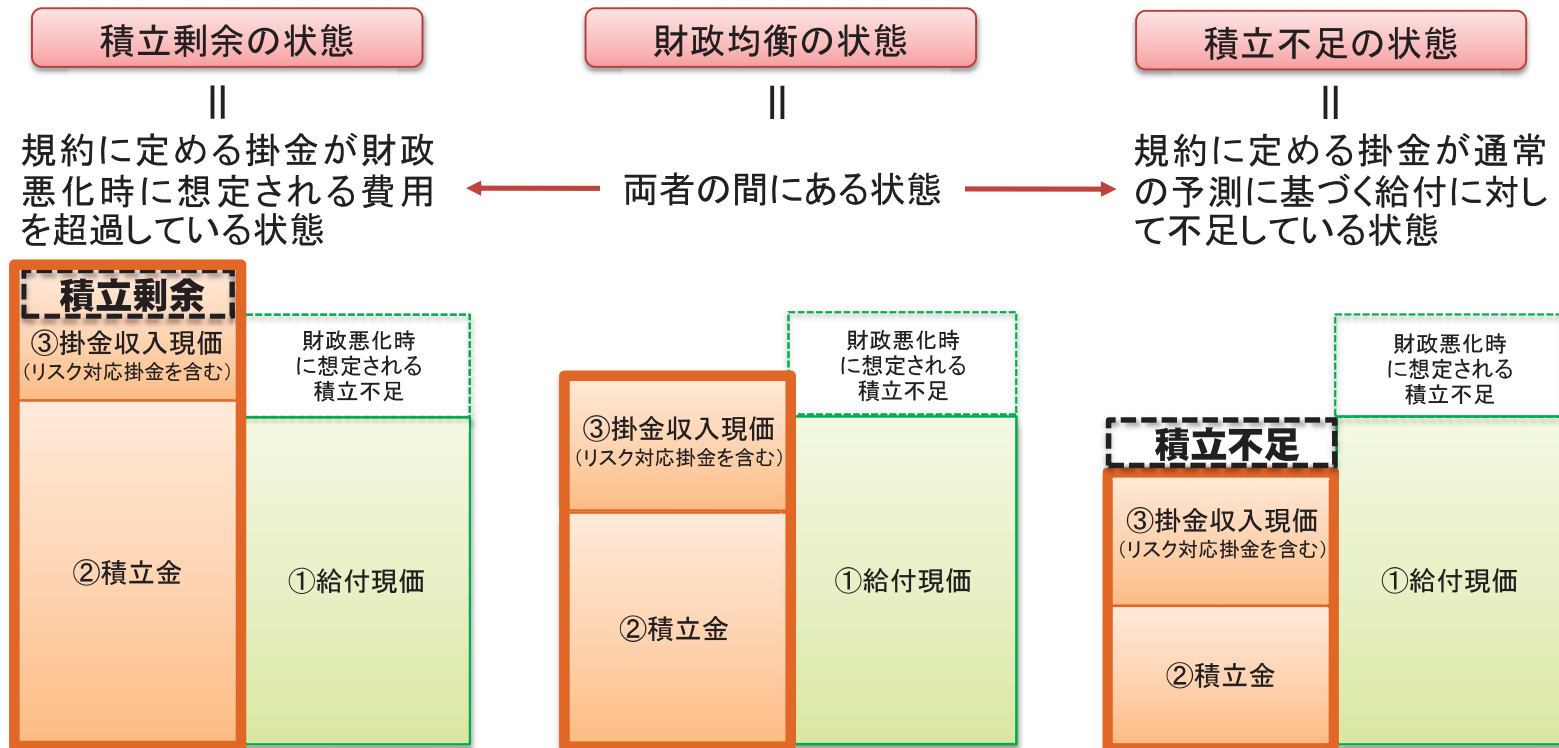 積立剰余の状態
=
規約に定める掛金が財政
悪化時に想定される費用
を超過している状態
財政均衡の状態
=
両者の間にある状態
積立不足の状態
=
規約に定める掛金が通常
の予測に基づく給付に対し
て不足している状態
積立剰余
③掛金収入現価
(リスク対応掛金を含む)
②積立金
財政悪化時
に想定される
積立不足
①給付現価
③掛金収入現価
(リスク対応掛金を含む)
②積立金
財政悪化時
に想定される
積立不足
①給付現価
積立不足
③掛金収入現価
(リスク対応掛金を含む)
②積立金
財政悪化時
に想定される
積立不足
①給付現価